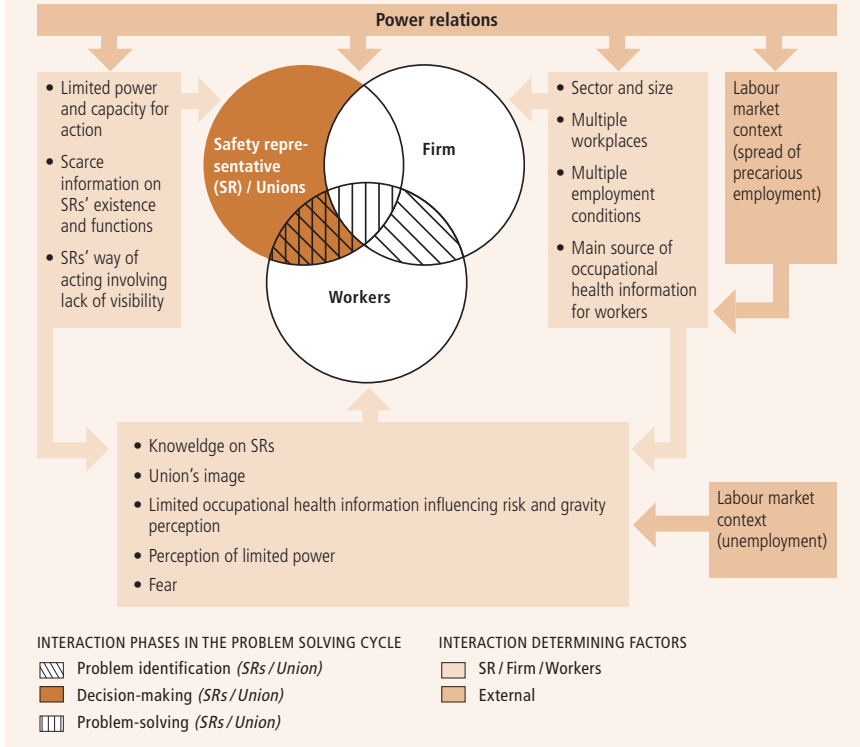 Power relations
• Limited power
and capacity for
action
• Scarce
information on
SRs' existence
and functions
• SRs' way of
acting involving
lack of visibility
Safety repre-
sentative
(SR) / Unions
Firm
Workers
• Sector and size
• Multiple
workplaces
• Multiple
employment
conditions
• Main source of
occupational
health information
for workers
Labour
market
context
(spread of
precarious
employment)
• Knoweldge on SRs
• Union's image
• Limited occupational health information influencing risk and gravity
perception
• Perception of limited power
• Fear
Labour market
context
(unemployment)
INTERACTION PHASES IN THE PROBLEM SOLVING CYCLE
Problem identification (SRs / Union)
Decision-making (SRs / Union)
Problem-solving (SRs / Union)
INTERACTION DETERMINING FACTORS
SR / Firm / Workers
External